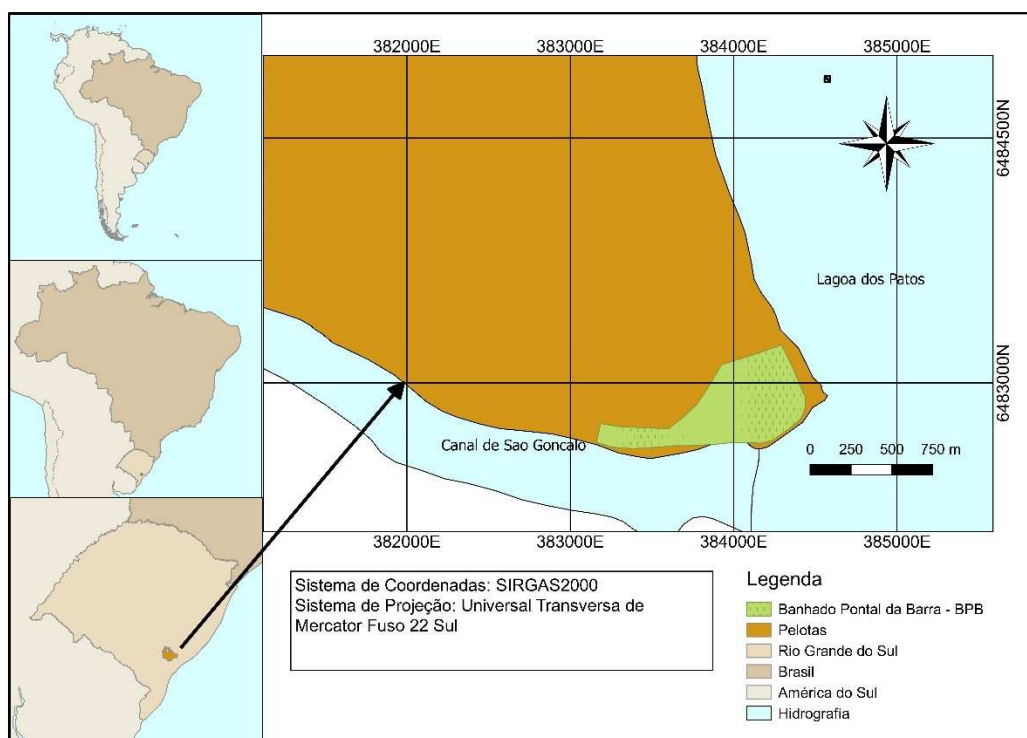 382000E 383000E 384000E 385000E
6484500N
Lagoa dos Patos
6483000N
Canal de Sao Goncalo
0 250 500 750 m
382000E 383000E 384000E 385000E
Sistema de Coordenadas: SIRGAS2000
Sistema de Projeção: Universal Transversa de
Mercator Fuso 22 Sul
Legenda
Banhado Pontal da Barra - BPB
Pelotas
Rio Grande do Sul
Brasil
América do Sul
Hidrografia